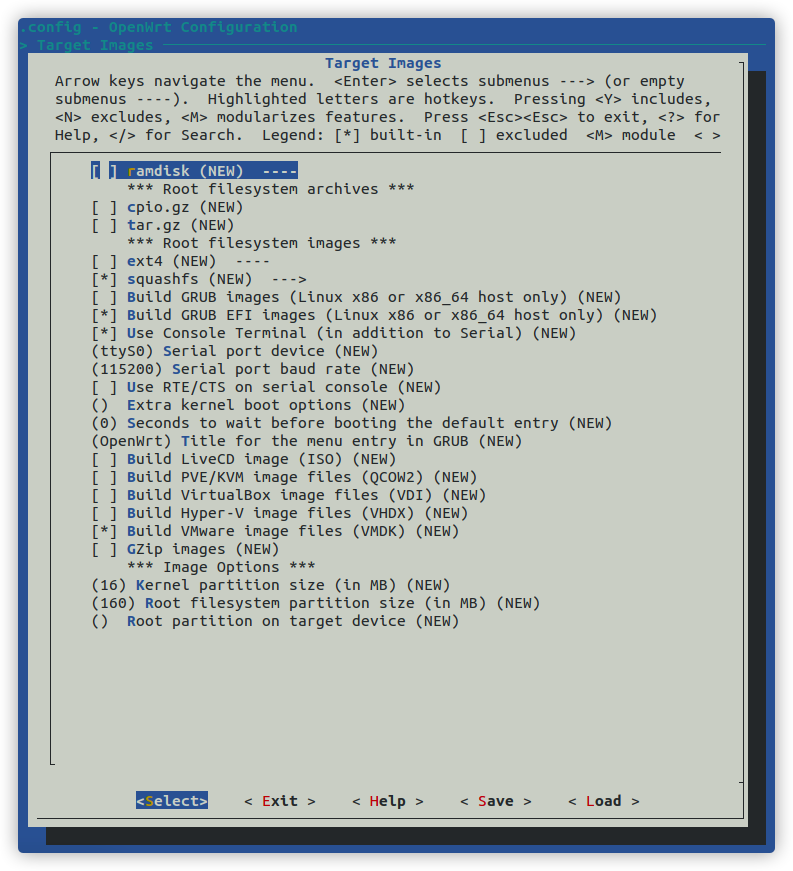 .config - OpenWrt Configuration
> Target Images
Target Images
Arrow keys navigate the menu.  <Enter> selects submenus ---> (or empty
submenus ----).  Highlighted letters are hotkeys.  Pressing <Y> includes,
<N> excludes, <M> modularizes features.  Press <Esc><Esc> to exit, <?> for
Help, </> for Search.  Legend: [*] built-in  [ ] excluded  <M> module  < >
[ ] ramdisk (NEW)  ----
*** Root filesystem archives ***
[ ] cpio.gz (NEW)
[ ] tar.gz (NEW)
*** Root filesystem images ***
[ ] ext4 (NEW)  ----
[*] squashfs (NEW)  --->
[ ] Build GRUB images (Linux x86 or x86_64 host only) (NEW)
[*] Build GRUB EFI images (Linux x86 or x86_64 host only) (NEW)
[*] Use Console Terminal (in addition to Serial) (NEW)
(ttyS0) Serial port device (NEW)
(115200) Serial port baud rate (NEW)
[ ] Use RTE/CTS on serial console (NEW)
()  Extra kernel boot options (NEW)
(0) Seconds to wait before booting the default entry (NEW)
(OpenWrt) Title for the menu entry in GRUB (NEW)
[ ] Build LiveCD image (ISO) (NEW)
[ ] Build PVE/KVM image files (QCOW2) (NEW)
[ ] Build VirtualBox image files (VDI) (NEW)
[ ] Build Hyper-V image files (VHDX) (NEW)
[*] Build VMware image files (VMDK) (NEW)
[ ] GZip images (NEW)
*** Image Options ***
(16) Kernel partition size (in MB) (NEW)
(160) Root filesystem partition size (in MB) (NEW)
()  Root partition on target device (NEW)
<Select>    < Exit >    < Help >    < Save >    < Load >